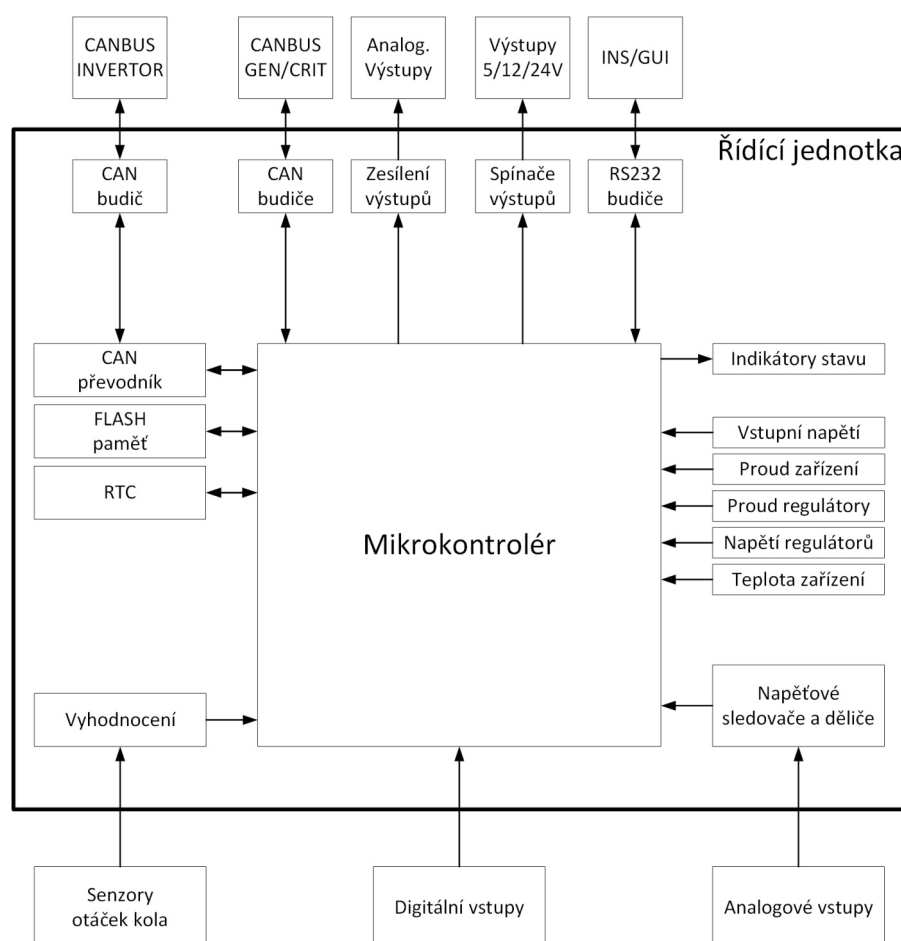 CANBUS
INVERTOR
CANBUS
GEN/CRIT
Analog.
Výstupy
Výstupy
5/12/24V
INS/GUI
Řídící jednotka
CAN
budič
CAN
budiče
Zesílení
výstupů
Spínače
výstupů
RS232
budiče
CAN
převodník
FLASH
paměť
RTC
Mikrokontrolér
Indikátory stavu
Vstupní napětí
Proud zařízení
Proud regulátory
Napětí regulátorů
Teplota zařízení
Vyhodnocení
Napěťové
sledovače a děliče
Senzory
otáček kola
Digitální vstupy
Analogové vstupy